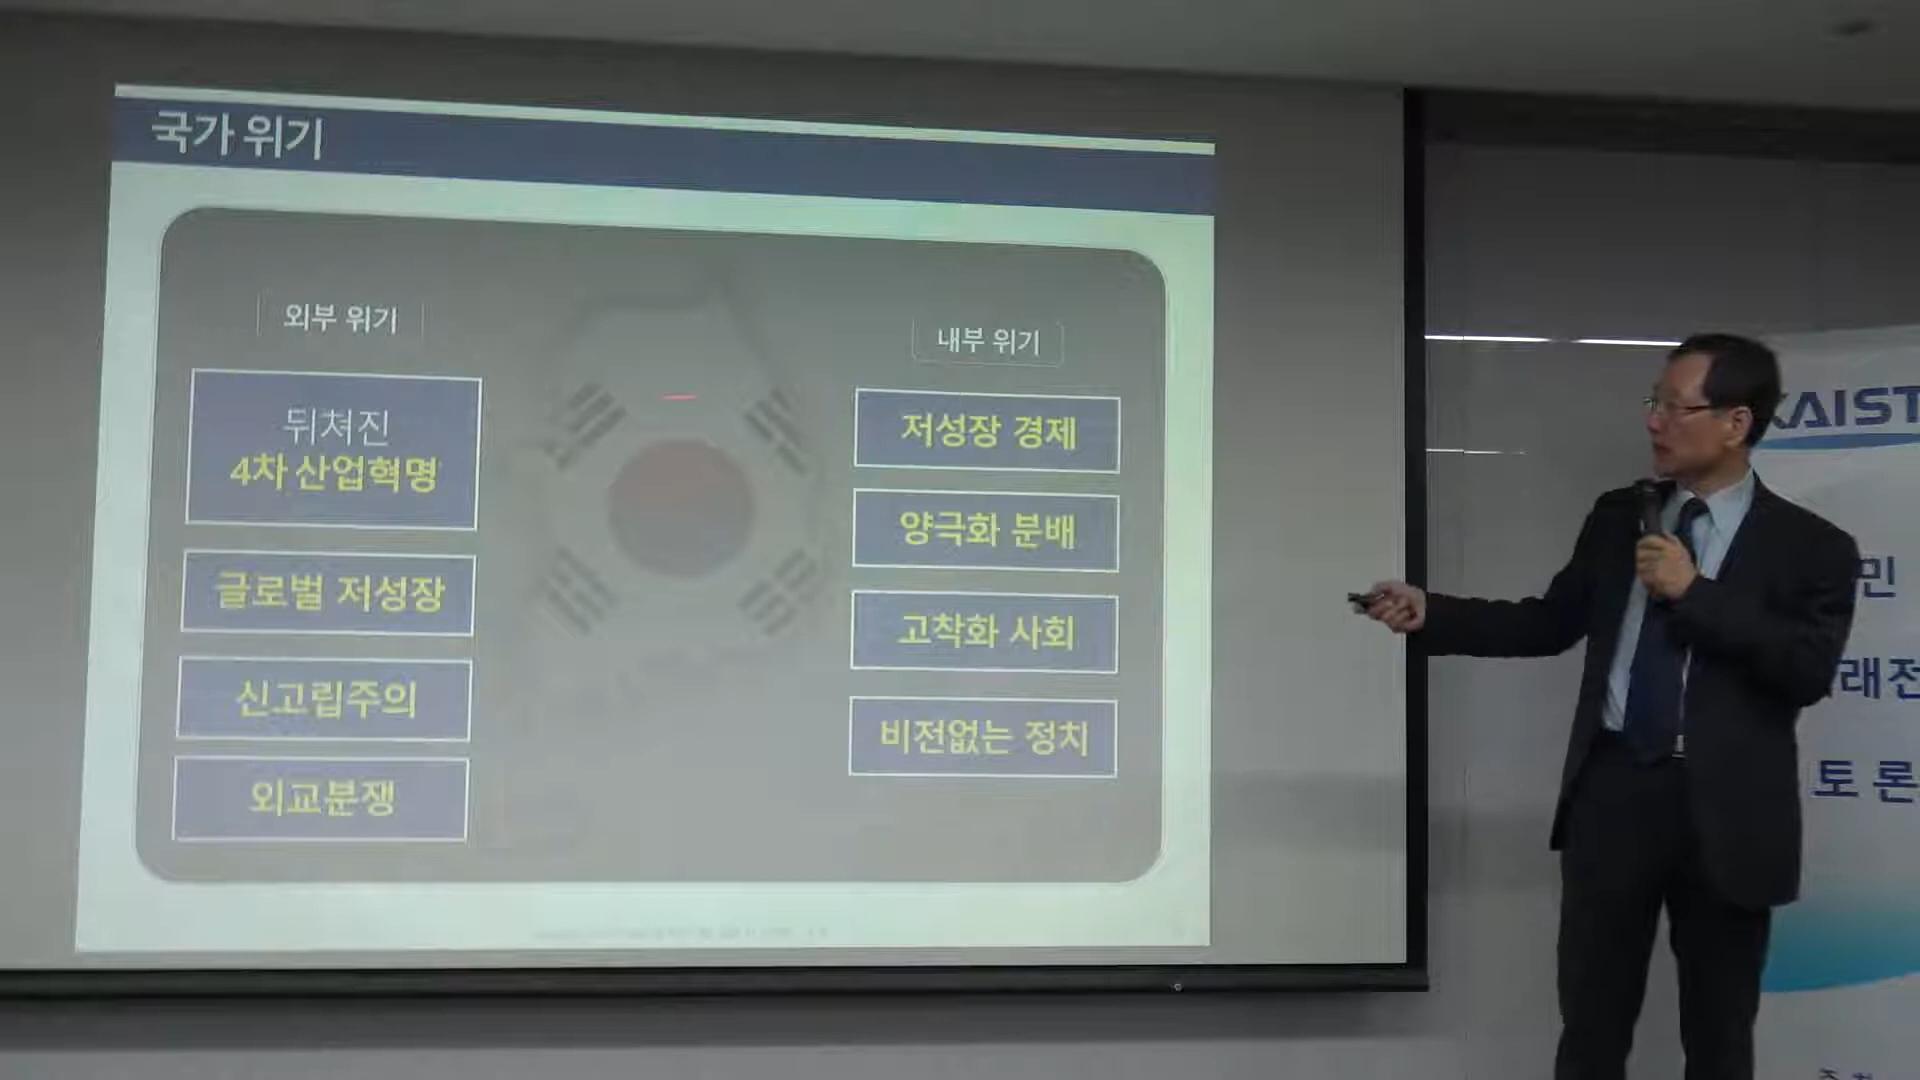 국가 위기
외부 위기
뒤쳐진
4차 산업혁명
글로벌 저성장
신고립주의
외교분쟁
내부 위기
저성장 경제
양극화 분배
고착화 사회
비전없는 정치
KAIST
민
래전
토론